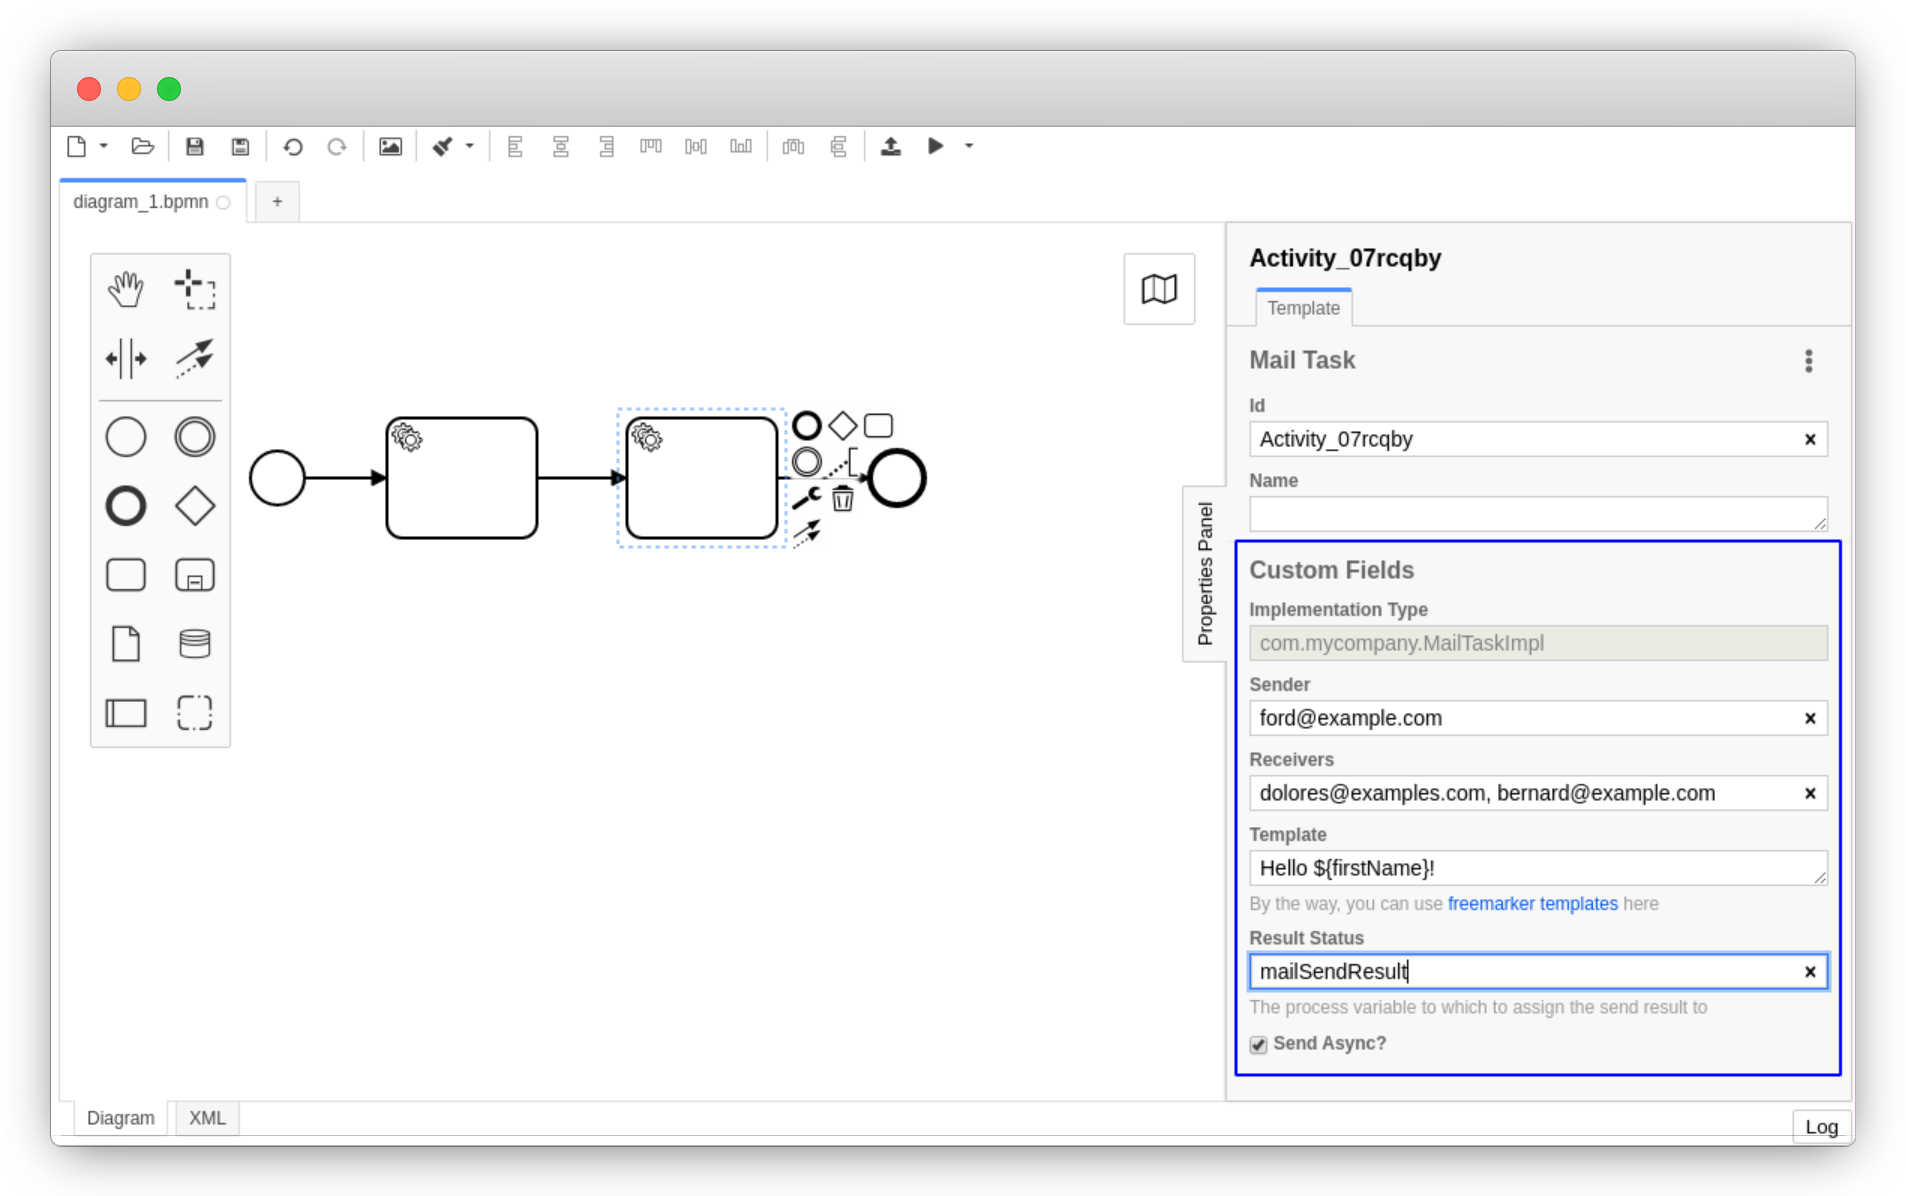 diagram_1.bpmn
+
Activity_07rcqby
Template
Mail Task
Id
Activity_07rcqby
Name
Properties Panel
Custom Fields
Implementation Type
com.mycompany.MailTaskImpl
Sender
ford@example.com
Receivers
dolores@examples.com, bernard@example.com
Template
Hello ${firstName}!
By the way, you can use freemarker templates here
Result Status
mailSendResult
The process variable to which to assign the send result to
Send Async?
Diagram
XML
Log